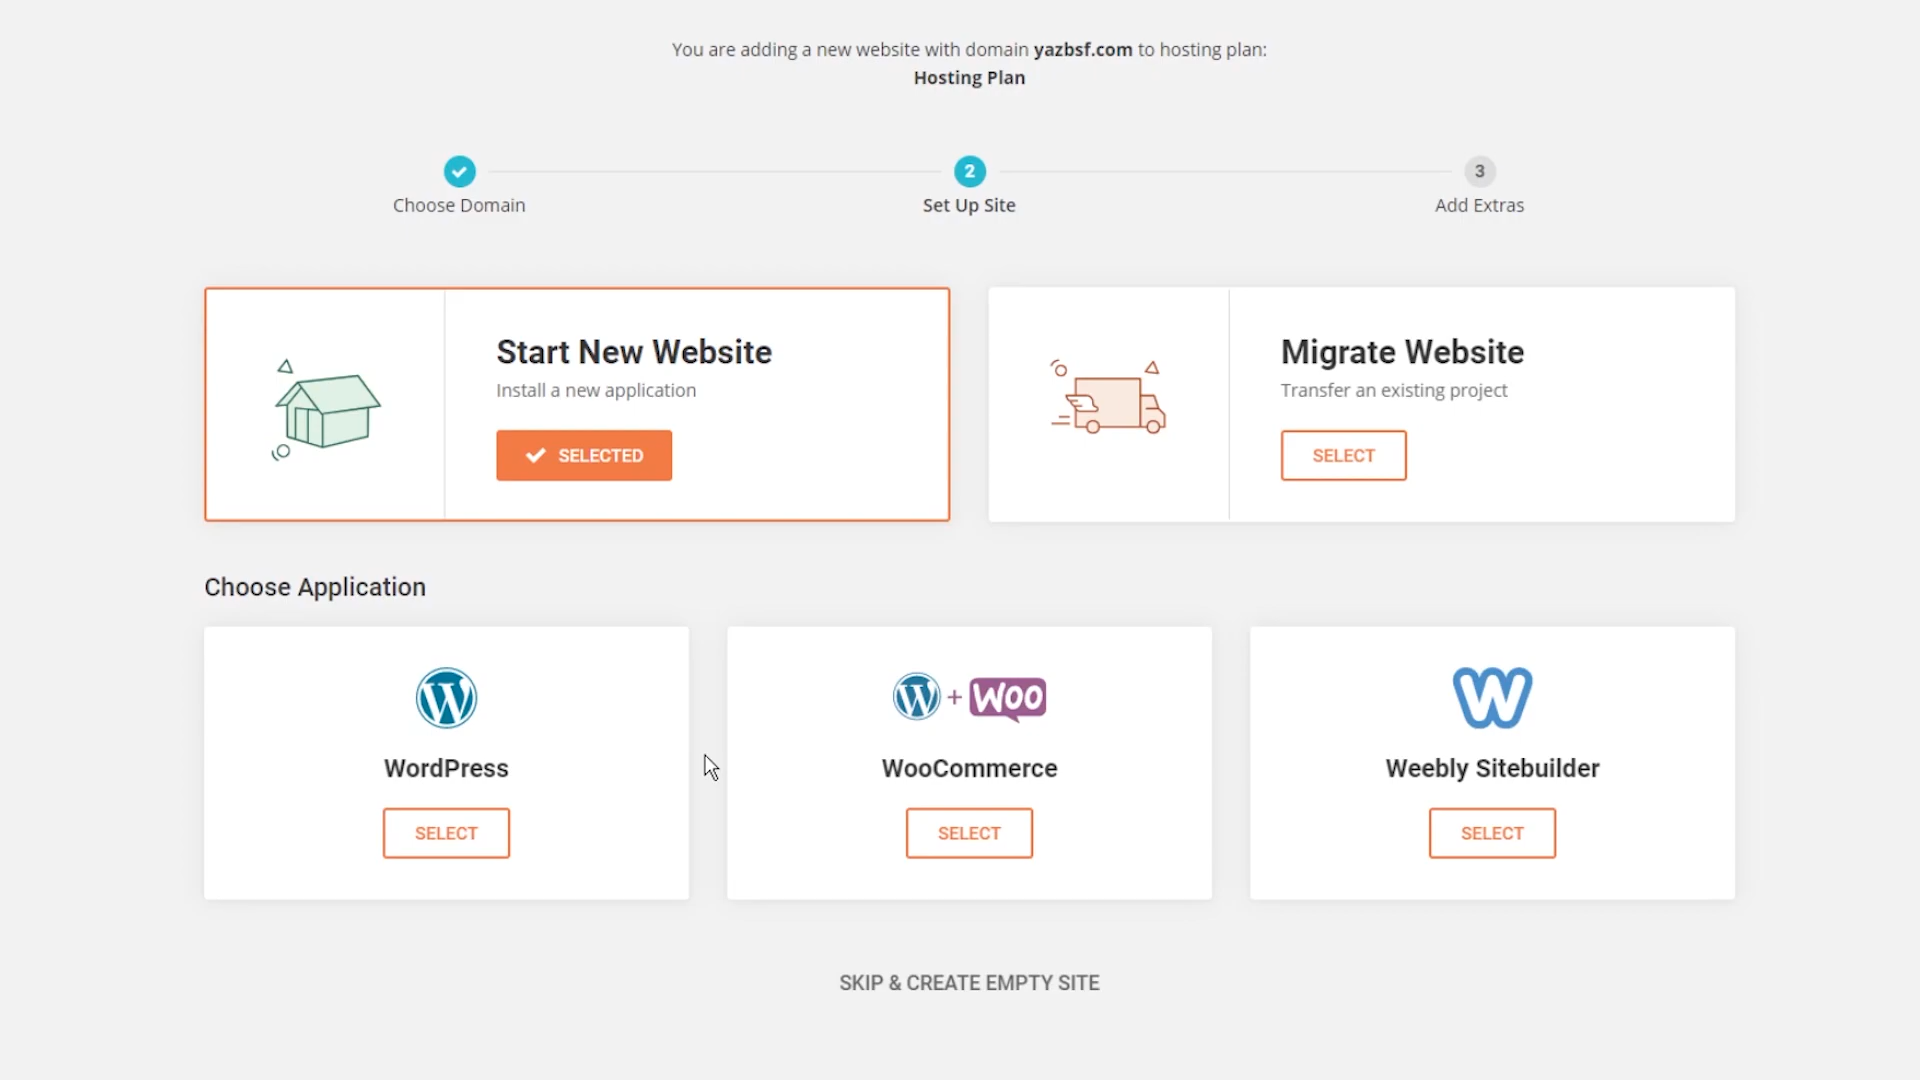 You are adding a new website with domain yazbsf.com to hosting plan:
Hosting Plan
2
3
Choose Domain
Set Up Site
Add Extras
Start New Website
Install a new application
SELECTED
Migrate Website
Transfer an existing project
SELECT
Choose Application
W + WOO
W
WordPress
SELECT
WooCommerce
SELECT
Weebly Sitebuilder
SELECT
SKIP & CREATE EMPTY SITE